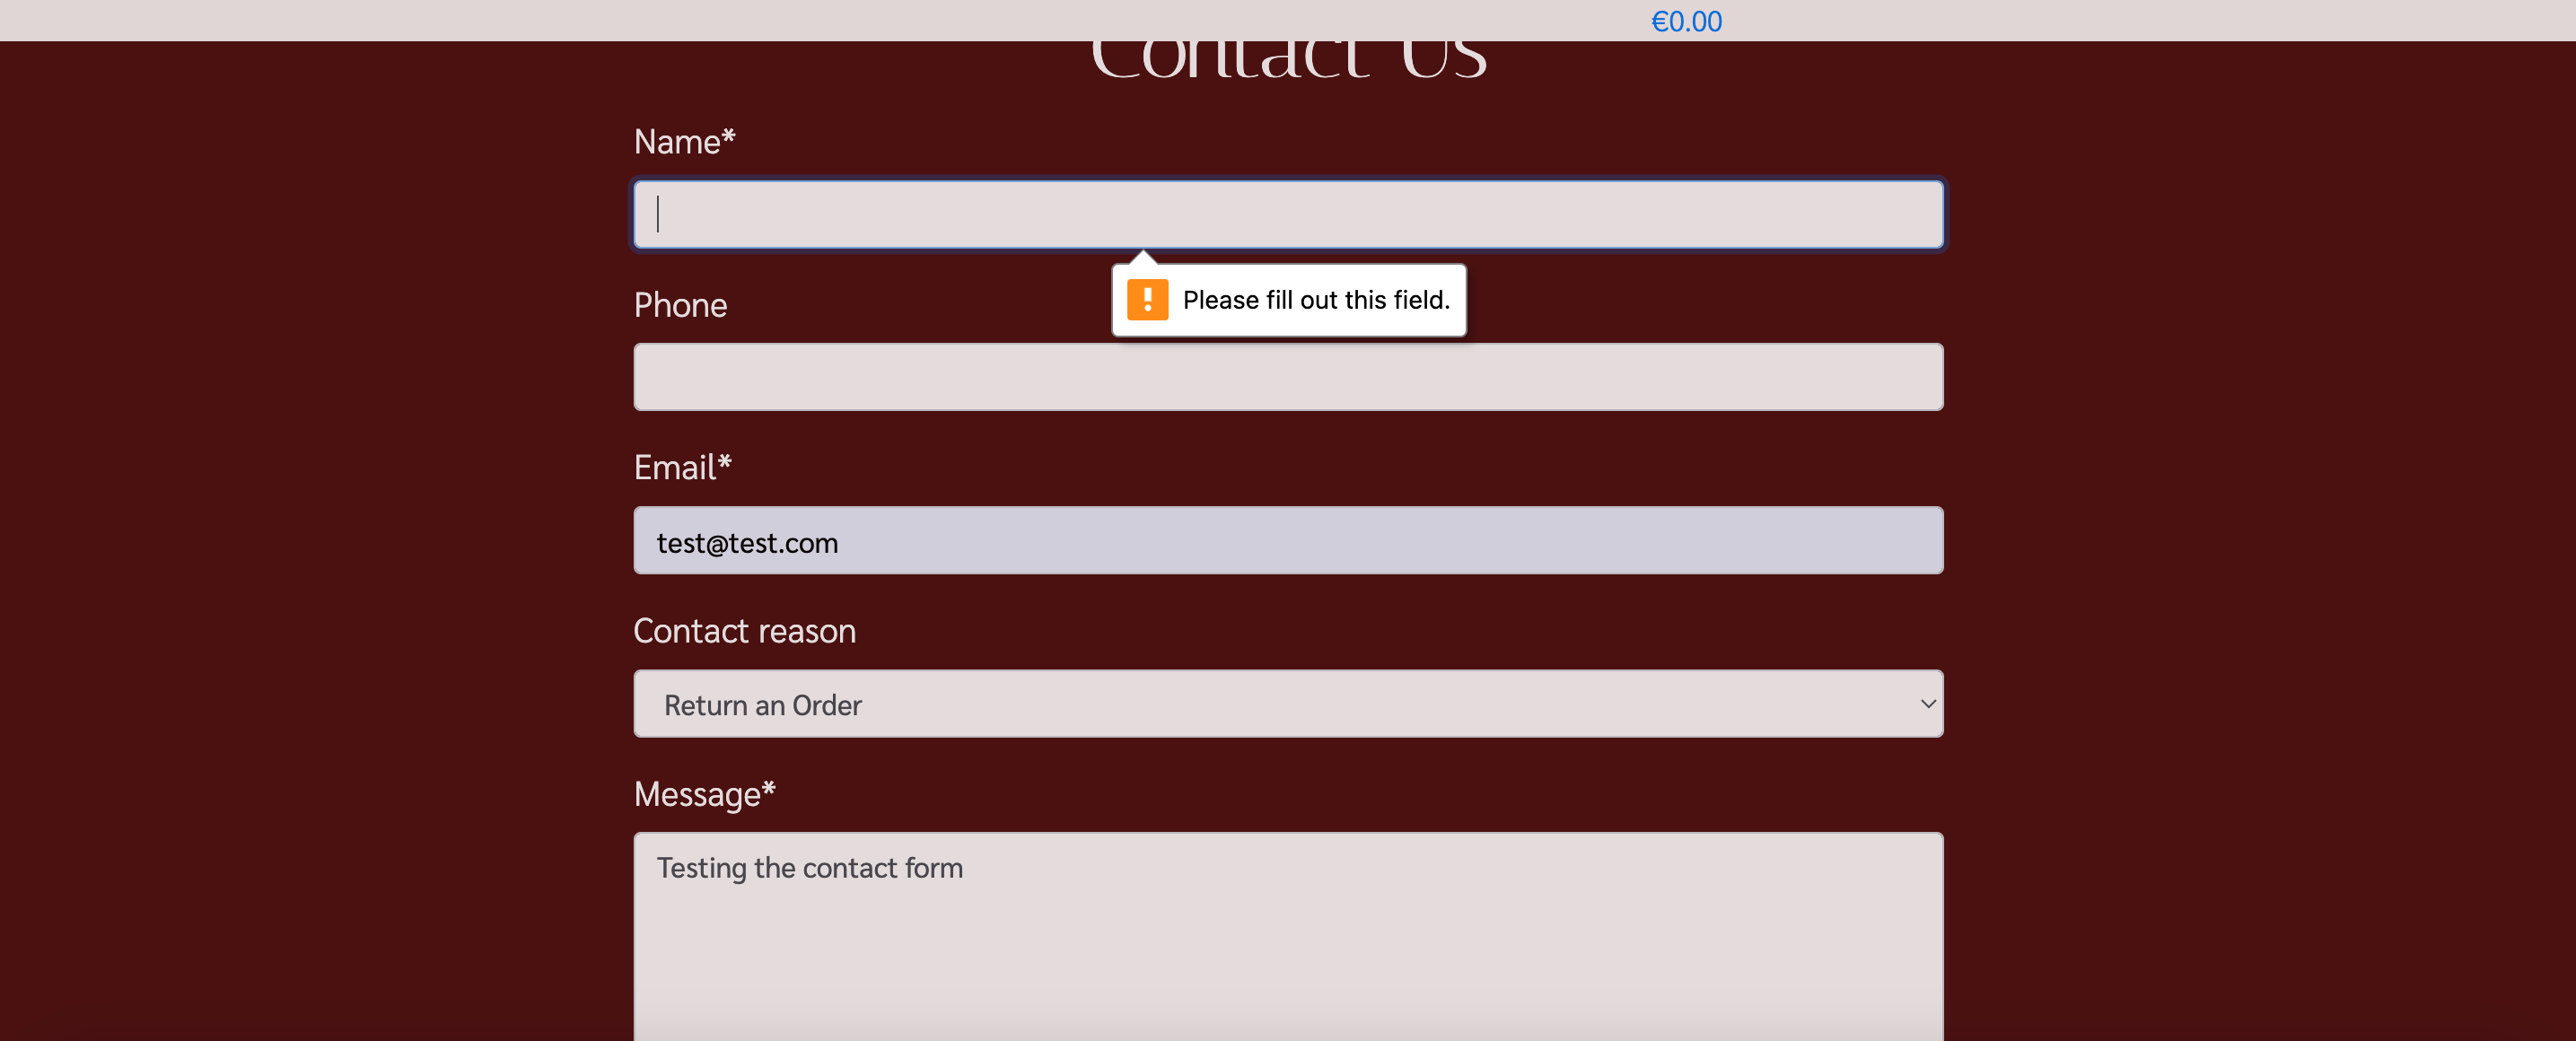 €0.00
Contact Us
Name*
Please fill out this field.
Phone
Email*
test@test.com
Contact reason
Return an Order
Message*
Testing the contact form